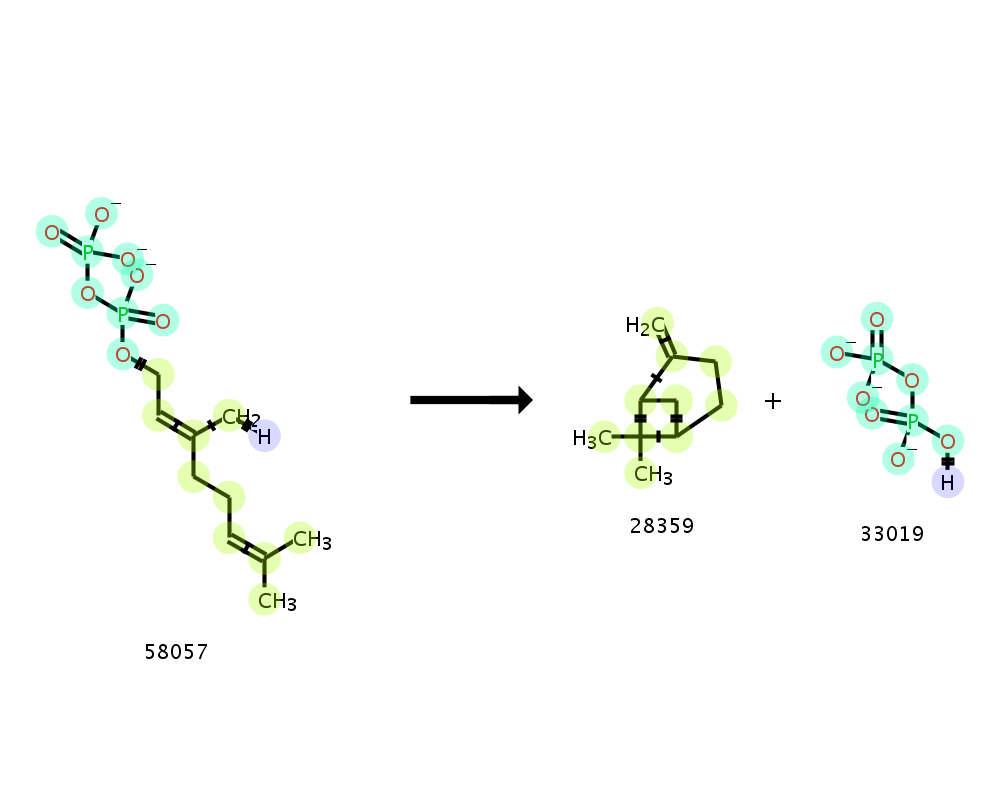 O⁻
O
P
O⁻
O⁻
O
P
O
O
CH₂
H
CH₃
CH₃
58057
H₂C
H₃C
CH₃
28359
+
O
O⁻
P
O
O⁻
O
P
O
O⁻
H
33019